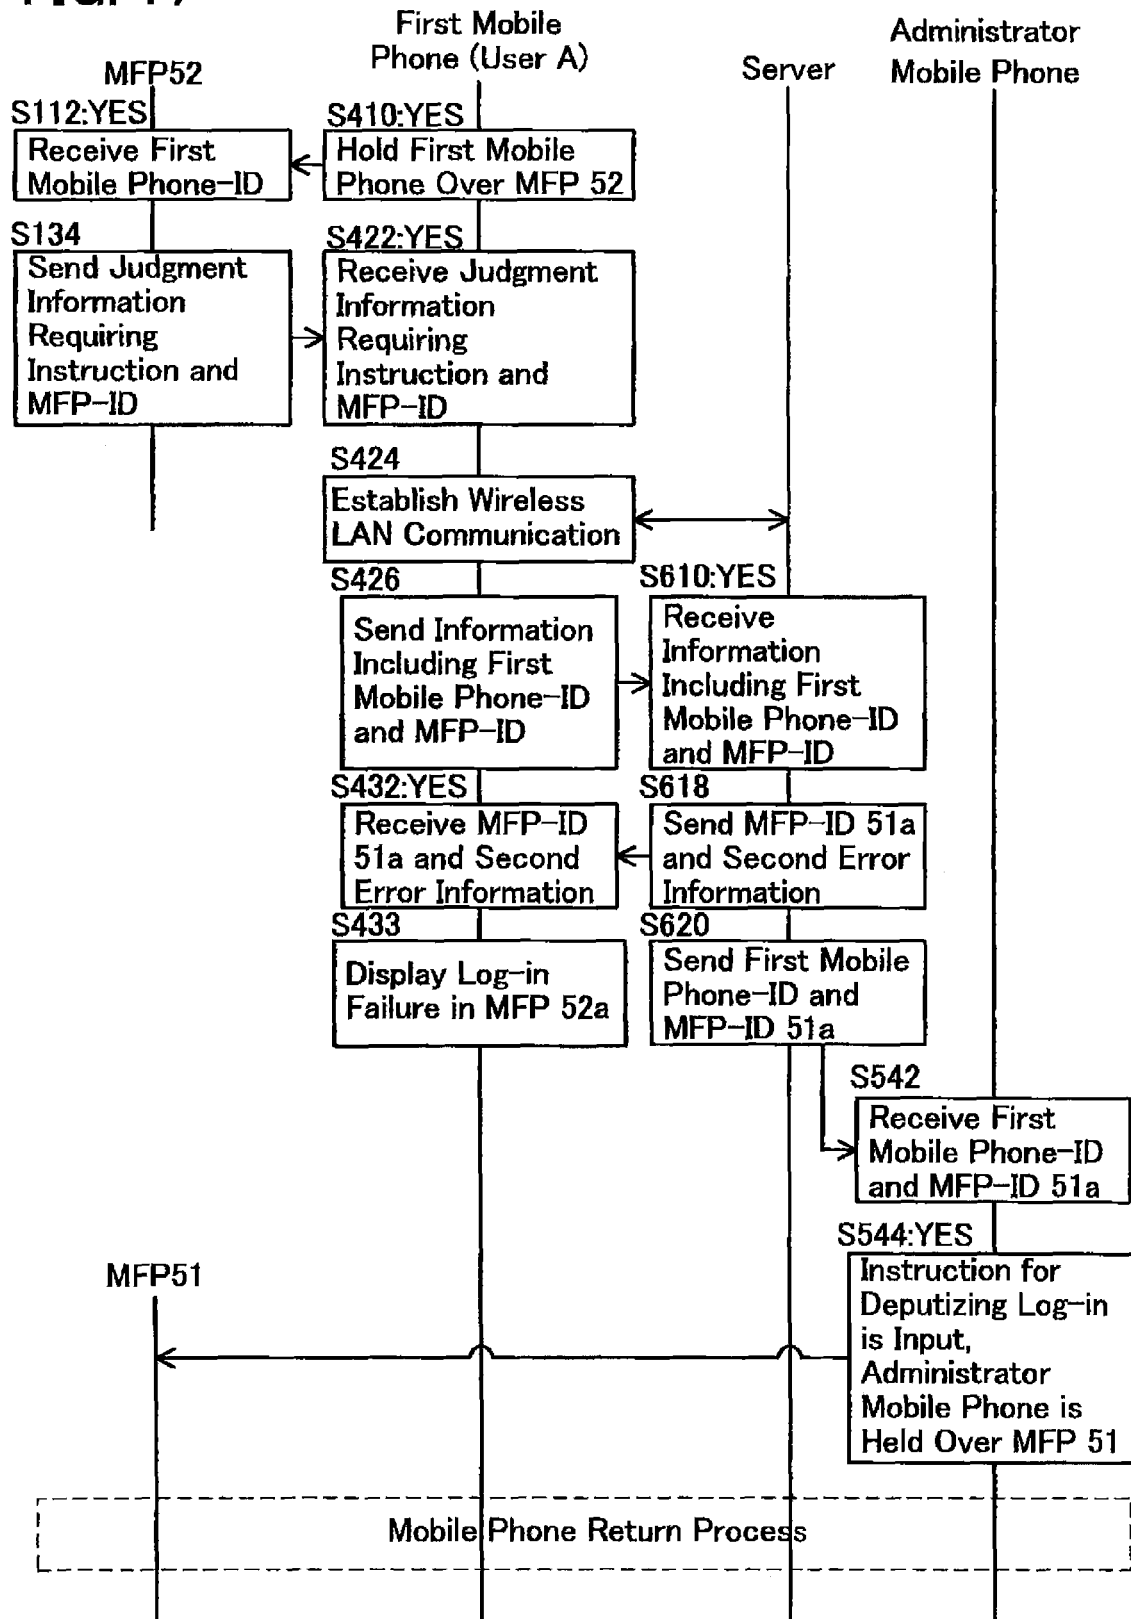 MFP52
First Mobile
Phone (User A)
Server
Administrator
Mobile Phone
S112:YES
Receive First
Mobile Phone-ID
S410:YES
Hold First Mobile
Phone Over MFP 52
S134
Send Judgment
Information
Requiring
Instruction and
MFP-ID
S422:YES
Receive Judgment
Information
Requiring
Instruction and
MFP-ID
S424
Establish Wireless
LAN Communication
S426
Send Information
Including First
Mobile Phone-ID
and MFP-ID
S610:YES
Receive
Information
Including First
Mobile Phone-ID
and MFP-ID
S432:YES
Receive MFP-ID
51a and Second
Error Information
S618
Send MFP-ID 51a
and Second Error
Information
S433
Display Log-in
Failure in MFP 52a
S620
Send First Mobile
Phone-ID and
MFP-ID 51a
S542
Receive First
Mobile Phone-ID
and MFP-ID 51a
S544:YES
Instruction for
Deputizing Log-in
is Input,
Administrator
Mobile Phone is
Held Over MFP 51
MFP51
Mobile Phone Return Process